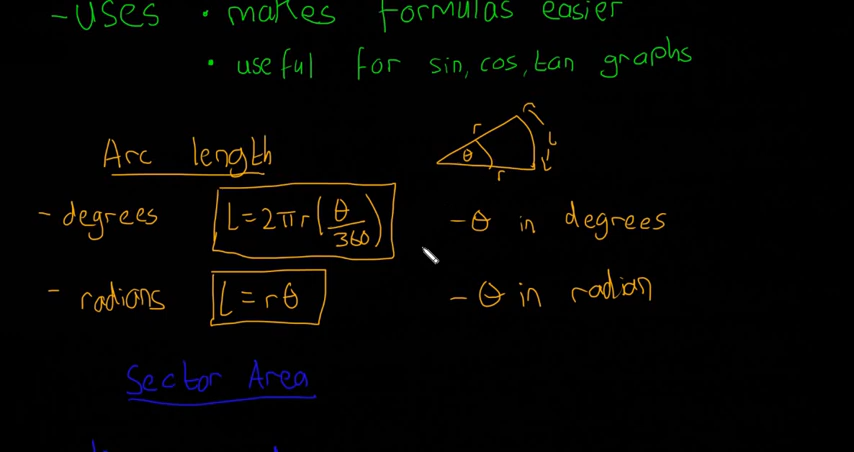 - USES • makes formulas easier
• useful for sin, cos, tan graphs
Arc length
r
θ
r
L
- degrees L = 2πr(θ/360) - θ in degrees
- radians L = rθ - θ in radian
Sector Area